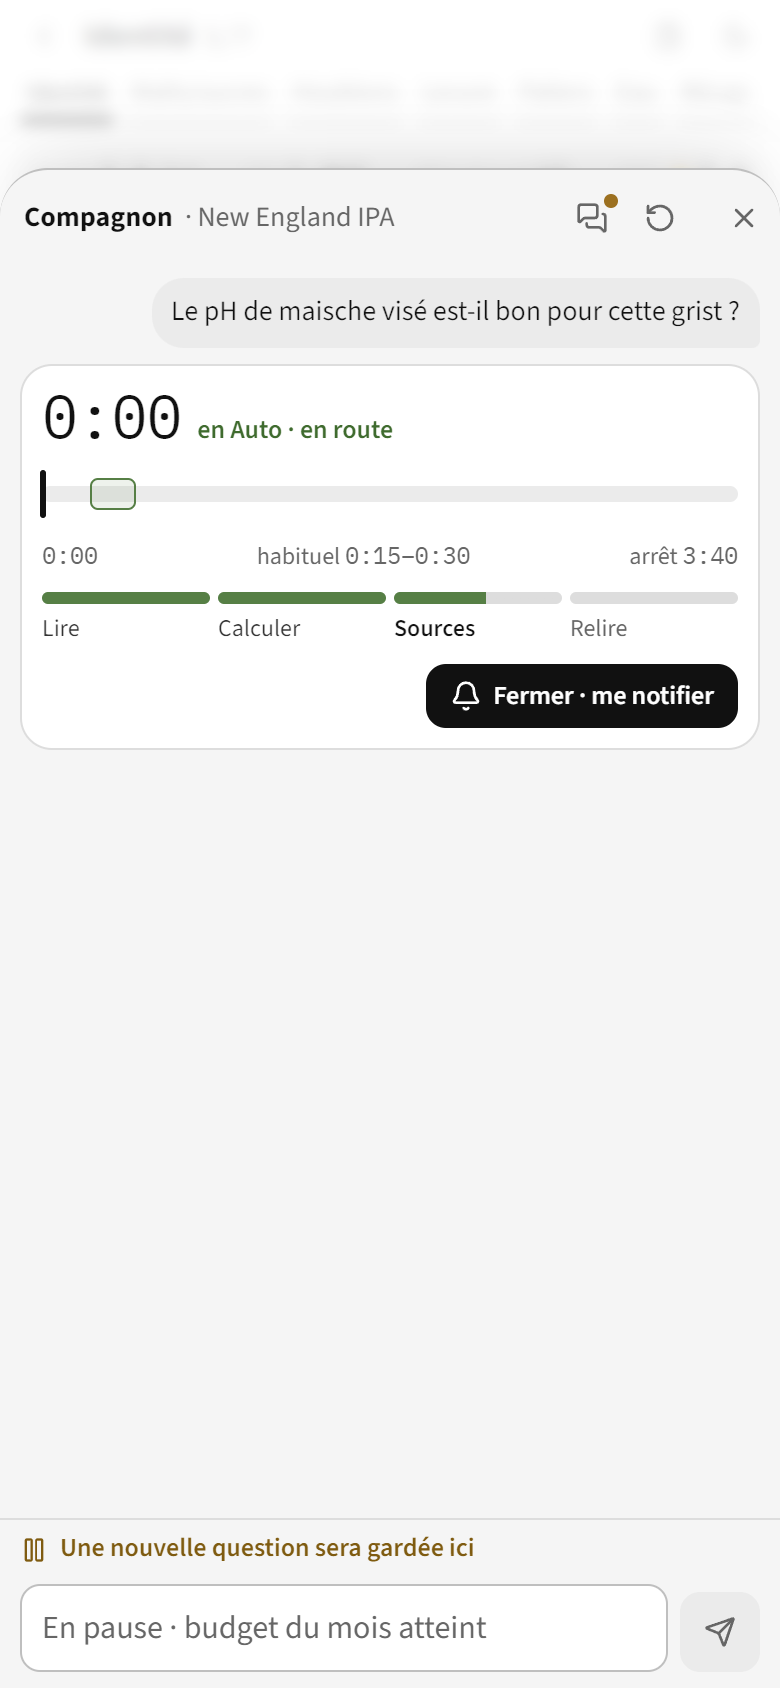 Compagnon · New England IPA
Le pH de maische visé est-il bon pour cette grist ?
0:00 en Auto · en route
0:00 habituel 0:15–0:30 arrêt 3:40
Lire Calculer Sources Relire
Fermer · me notifier
Une nouvelle question sera gardée ici
En pause · budget du mois atteint